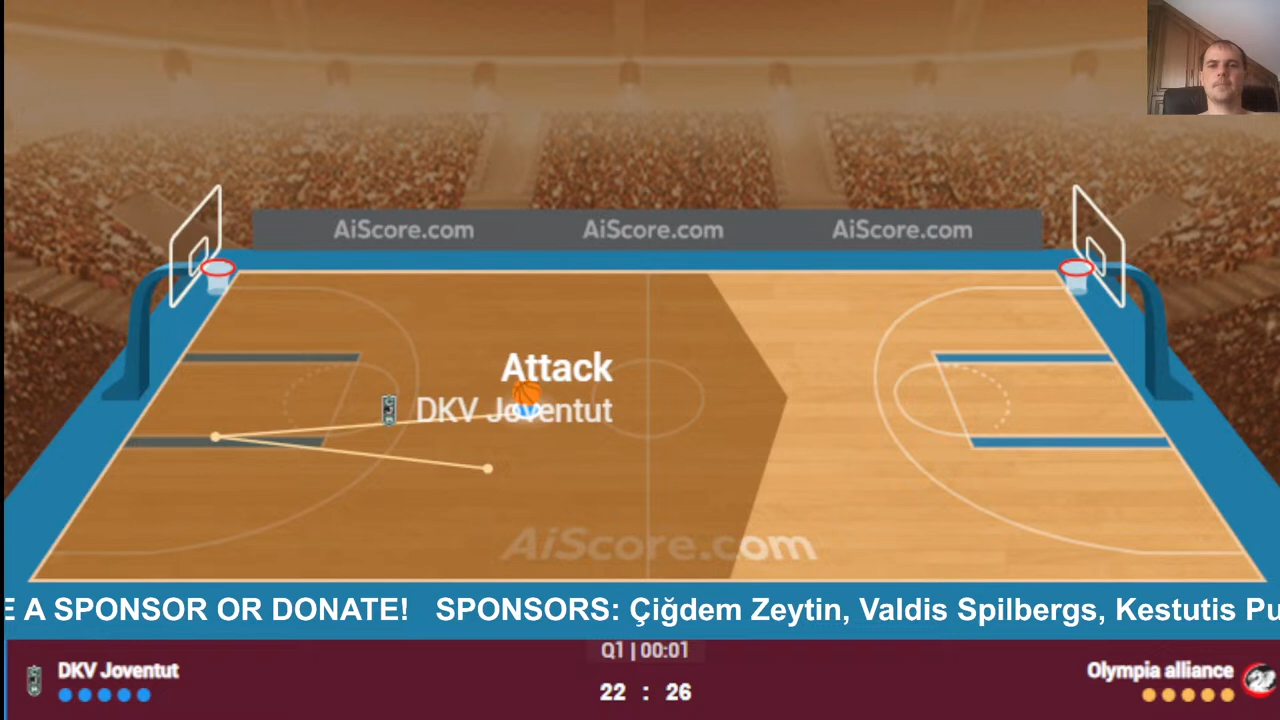 AiScore.com AiScore.com AiScore.com
Attack
DKV Joventut
AiScore.com
E A SPONSOR OR DONATE! SPONSORS: Çiğdem Zeytin, Valdis Spilbergs, Kestutis Pu
Q1 | 00:01
DKV Joventut
22 : 26
Olympia alliance